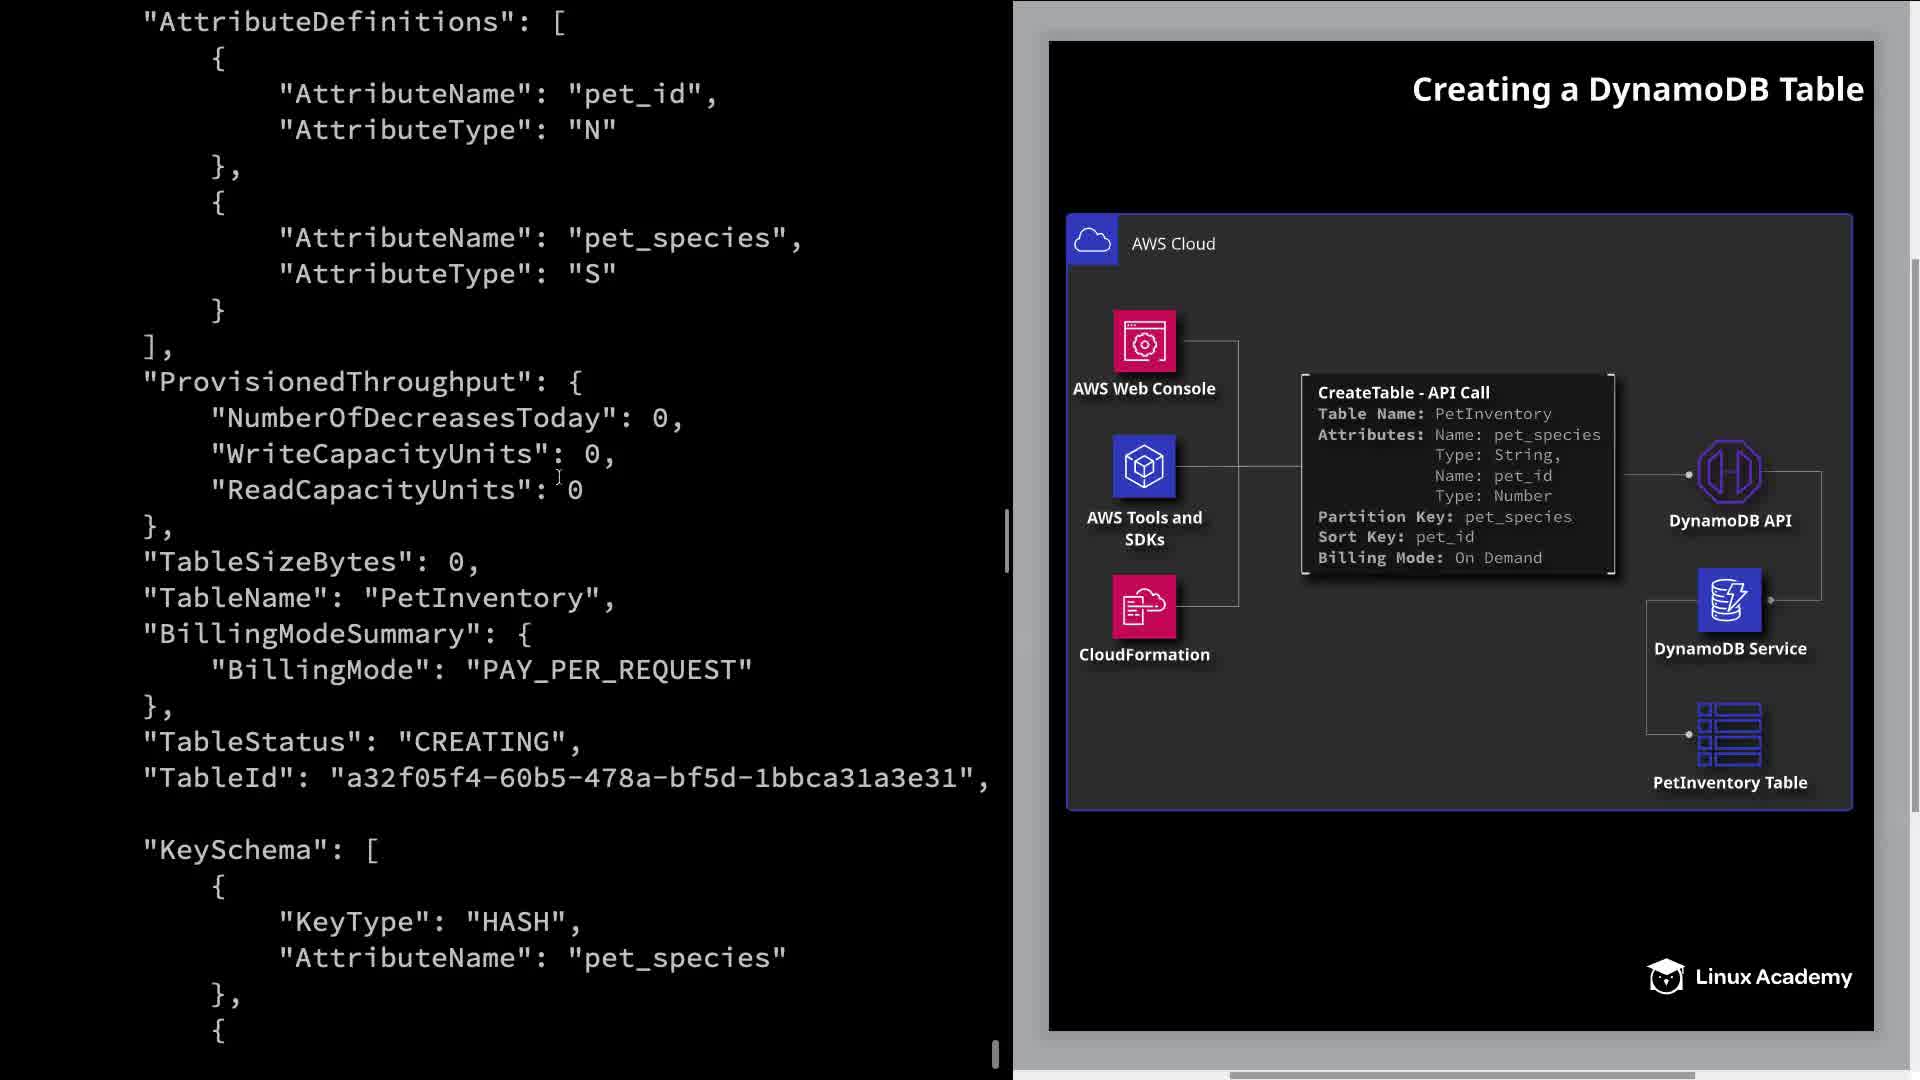 "AttributeDefinitions": [
{
"AttributeName": "pet_id",
"AttributeType": "N"
},
{
"AttributeName": "pet_species",
"AttributeType": "S"
}
],
"ProvisionedThroughput": {
"NumberOfDecreasesToday": 0,
"WriteCapacityUnits": 0,
"ReadCapacityUnits": 0
},
"TableSizeBytes": 0,
"TableName": "PetInventory",
"BillingModeSummary": {
"BillingMode": "PAY_PER_REQUEST"
},
"TableStatus": "CREATING",
"TableId": "a32f05f4-60b5-478a-bf5d-1bbca31a3e31",
"KeySchema": [
{
"KeyType": "HASH",
"AttributeName": "pet_species"
},
{
Creating a DynamoDB Table
AWS Cloud
AWS Web Console
AWS Tools and
SDKs
CloudFormation
CreateTable - API Call
Table Name: PetInventory
Attributes: Name: pet_species
Type: String,
Name: pet_id
Type: Number
Partition Key: pet_species
Sort Key: pet_id
Billing Mode: On Demand
DynamoDB API
DynamoDB Service
PetInventory Table
Linux Academy